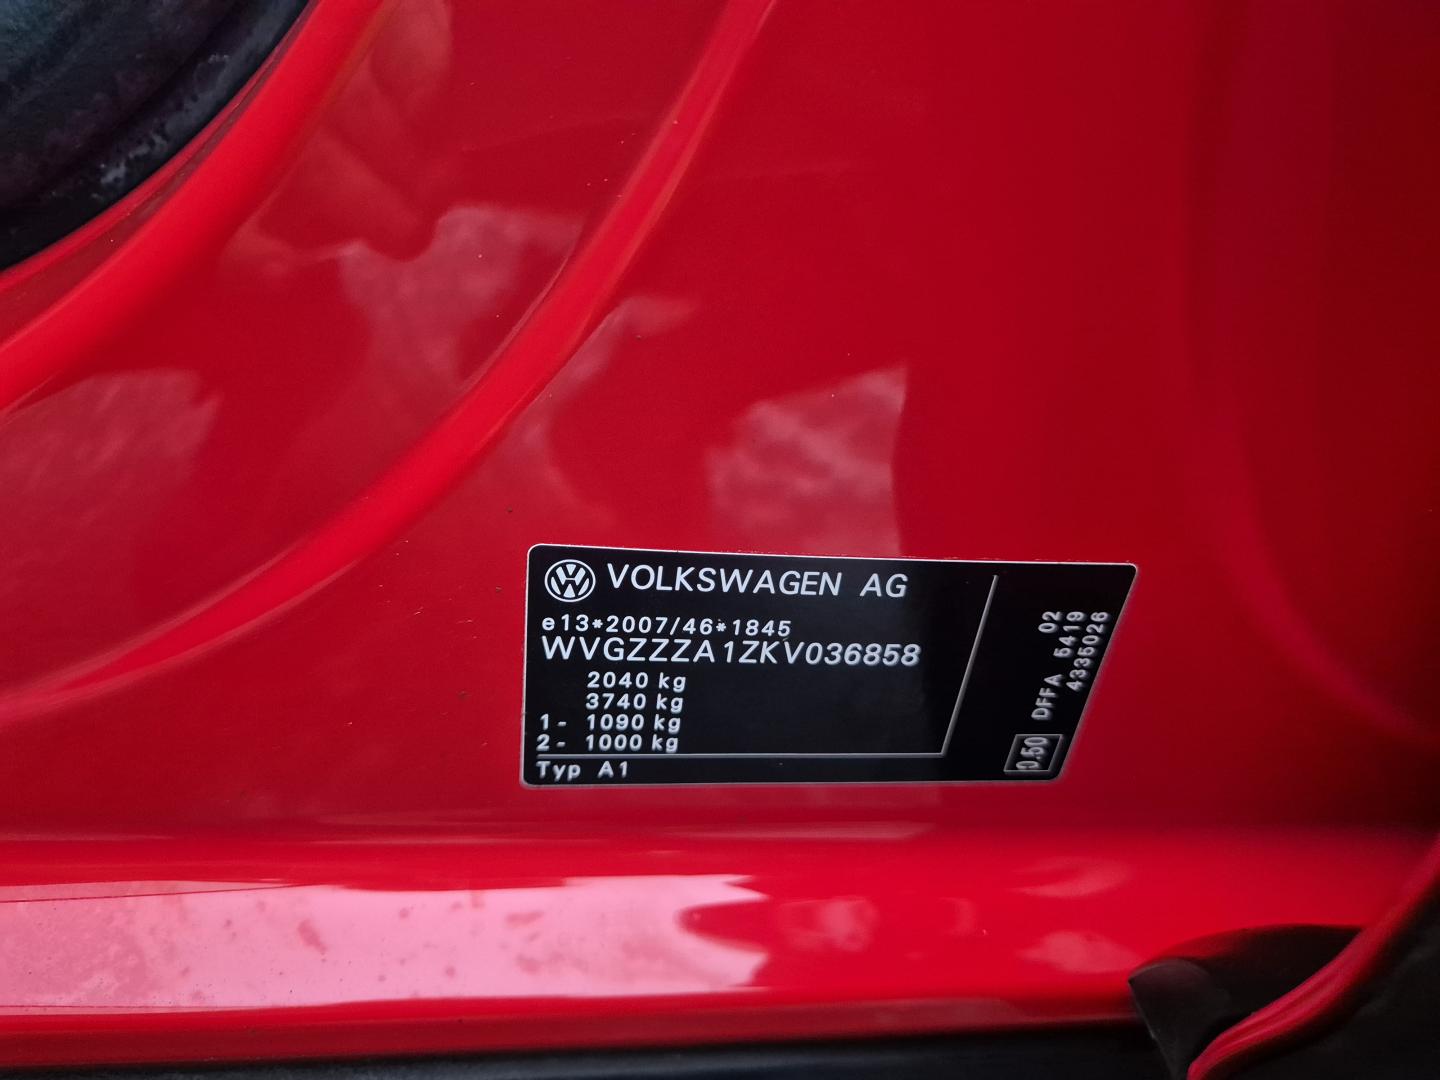 VOLKSWAGEN AG
e13*2007/46*1845
WVGZZZA1ZKV036858
2040 kg
3740 kg
1- 1090 kg
2- 1000 kg
Typ A1
02
DFFA 5419
4335026
0.50